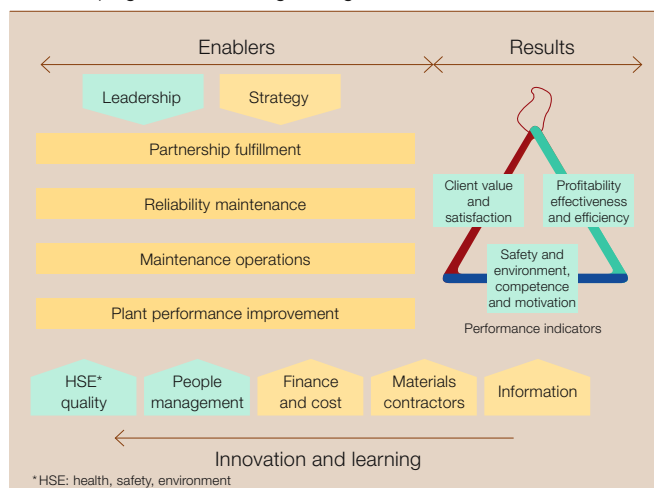 Enablers
Results
Leadership
Strategy
Partnership fulfillment
Reliability maintenance
Maintenance operations
Plant performance improvement
Client value
and
satisfaction
Profitability
effectiveness
and efficiency
Safety and
environment,
competence
and motivation
Performance indicators
HSE*
quality
People
management
Finance
and cost
Materials
contractors
Information
Innovation and learning
*HSE: health, safety, environment